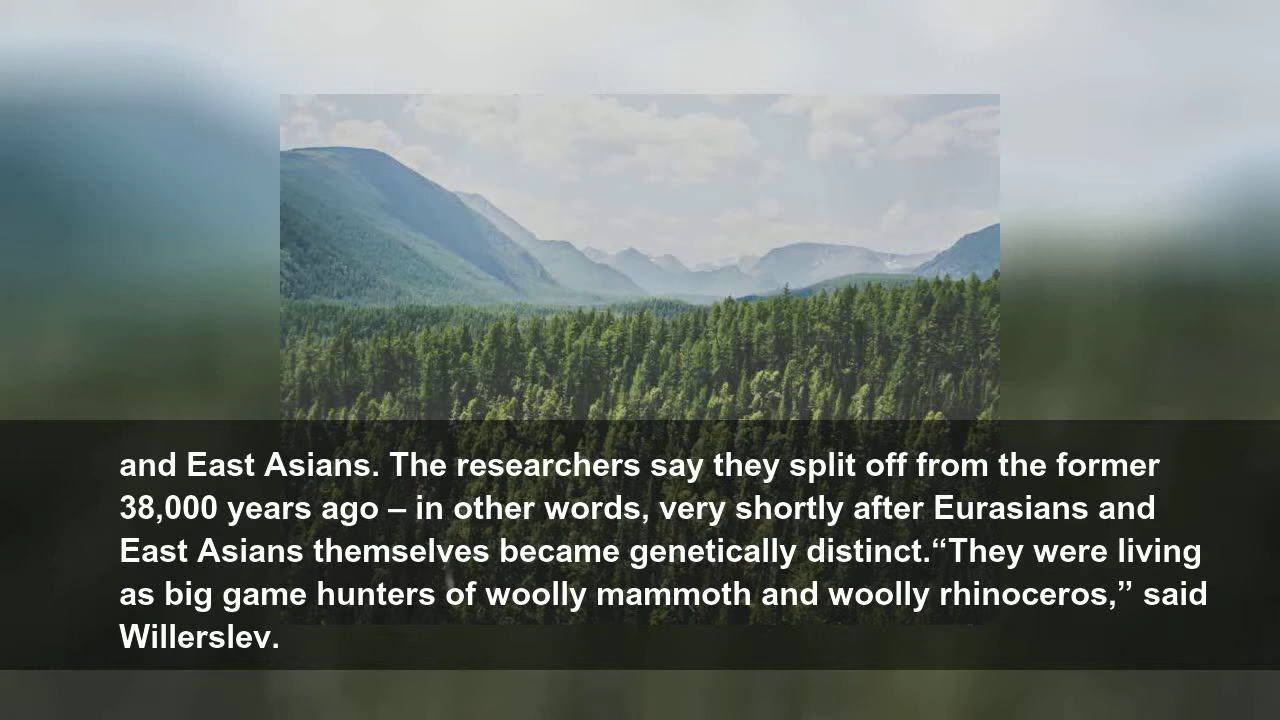 and East Asians. The researchers say they split off from the former
38,000 years ago – in other words, very shortly after Eurasians and
East Asians themselves became genetically distinct.“They were living
as big game hunters of woolly mammoth and woolly rhinoceros,” said
Willerslev.